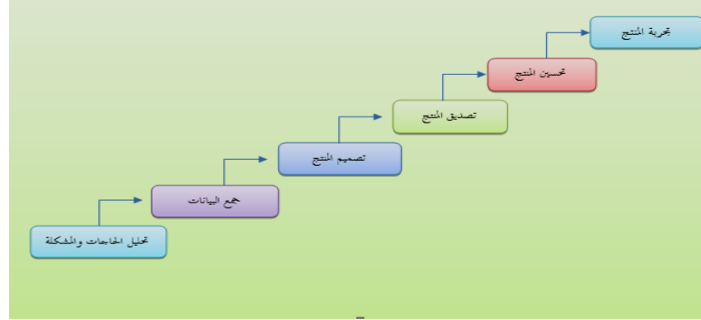 تجربة المنتج
تحسين المنتج
تصديق المنتج
تصميم المنتج
جمع البيانات
تحليل الحاجات والمشكلة